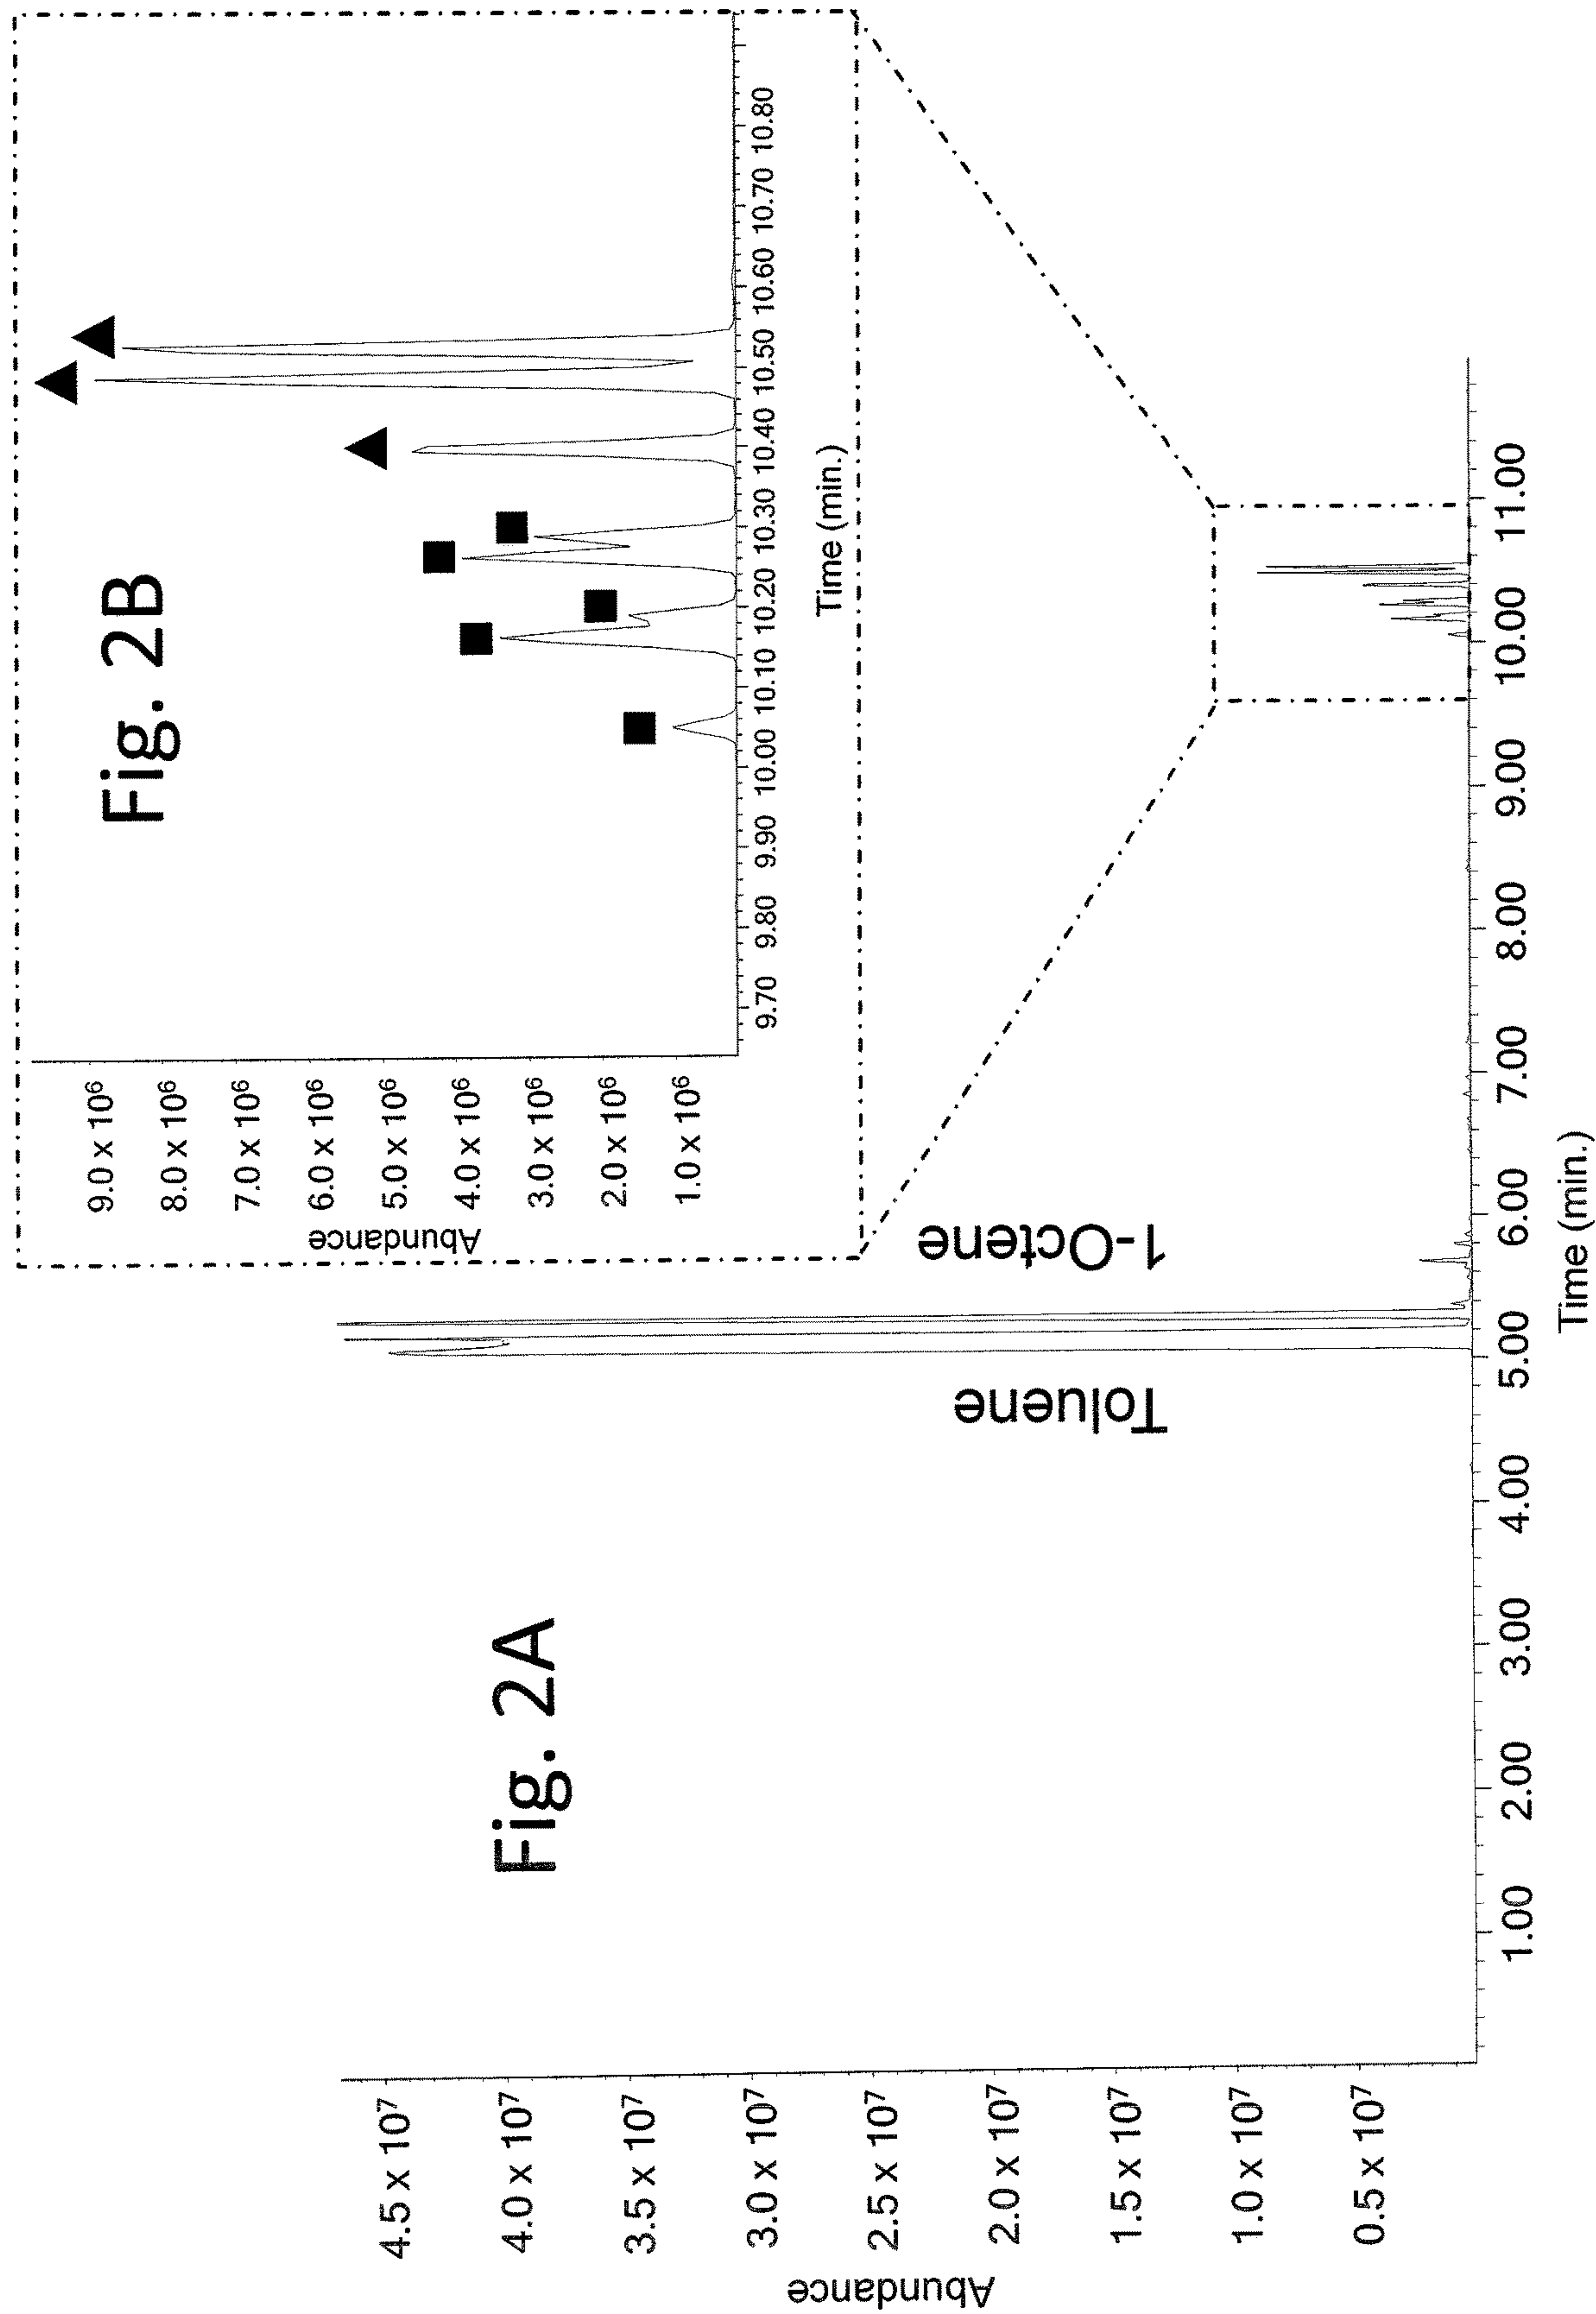 Fig. 2A
Abundance
4.5 x 10⁷
4.0 x 10⁷
3.5 x 10⁷
3.0 x 10⁷
2.5 x 10⁷
2.0 x 10⁷
1.5 x 10⁷
1.0 x 10⁷
0.5 x 10⁷
1.00 2.00 3.00 4.00 5.00 6.00 7.00 8.00 9.00 10.00 11.00
Time (min.)
Toluene
1-Octene
Fig. 2B
Abundance
9.0 x 10⁶
8.0 x 10⁶
7.0 x 10⁶
6.0 x 10⁶
5.0 x 10⁶
4.0 x 10⁶
3.0 x 10⁶
2.0 x 10⁶
1.0 x 10⁶
9.70 9.80 9.90 10.00 10.10 10.20 10.30 10.40 10.50 10.60 10.70 10.80
Time (min.)